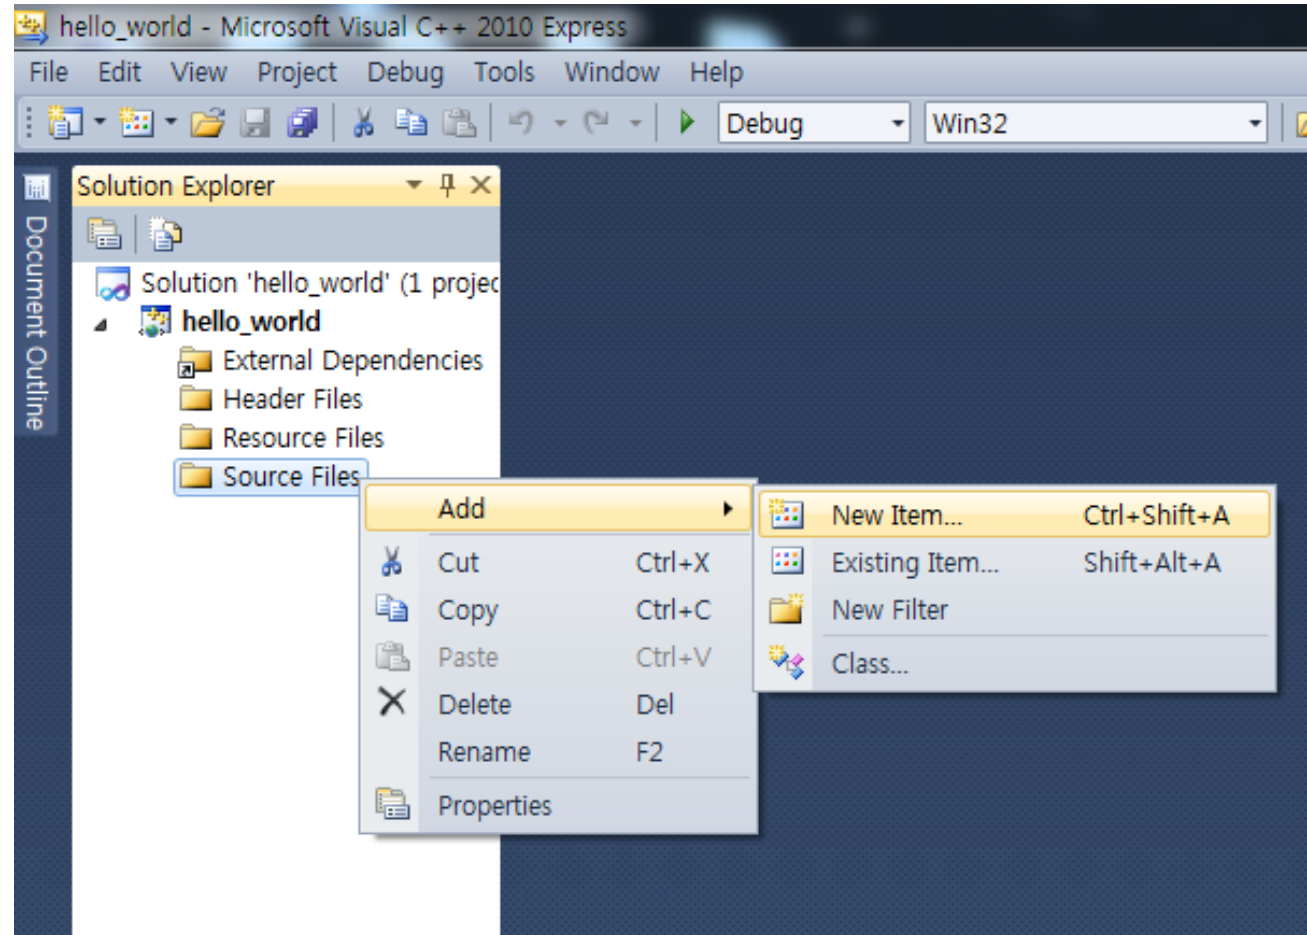 hello_world - Microsoft Visual C++ 2010 Express
File Edit View Project Debug Tools Window Help
Debug Win32
Document Outline
Solution Explorer
Solution 'hello_world' (1 projec
hello_world
External Dependencies
Header Files
Resource Files
Source Files
Add
Cut Ctrl+X
Copy Ctrl+C
Paste Ctrl+V
Delete Del
Rename F2
Properties
New Item... Ctrl+Shift+A
Existing Item... Shift+Alt+A
New Filter
Class...